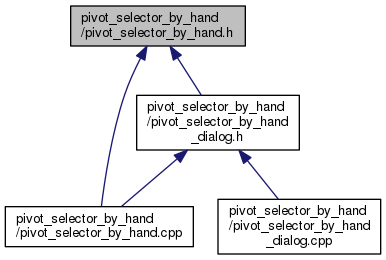 pivot_selector_by_hand
/pivot_selector_by_hand.h
pivot_selector_by_hand
/pivot_selector_by_hand
_dialog.h
pivot_selector_by_hand
/pivot_selector_by_hand.cpp
pivot_selector_by_hand
/pivot_selector_by_hand
_dialog.cpp